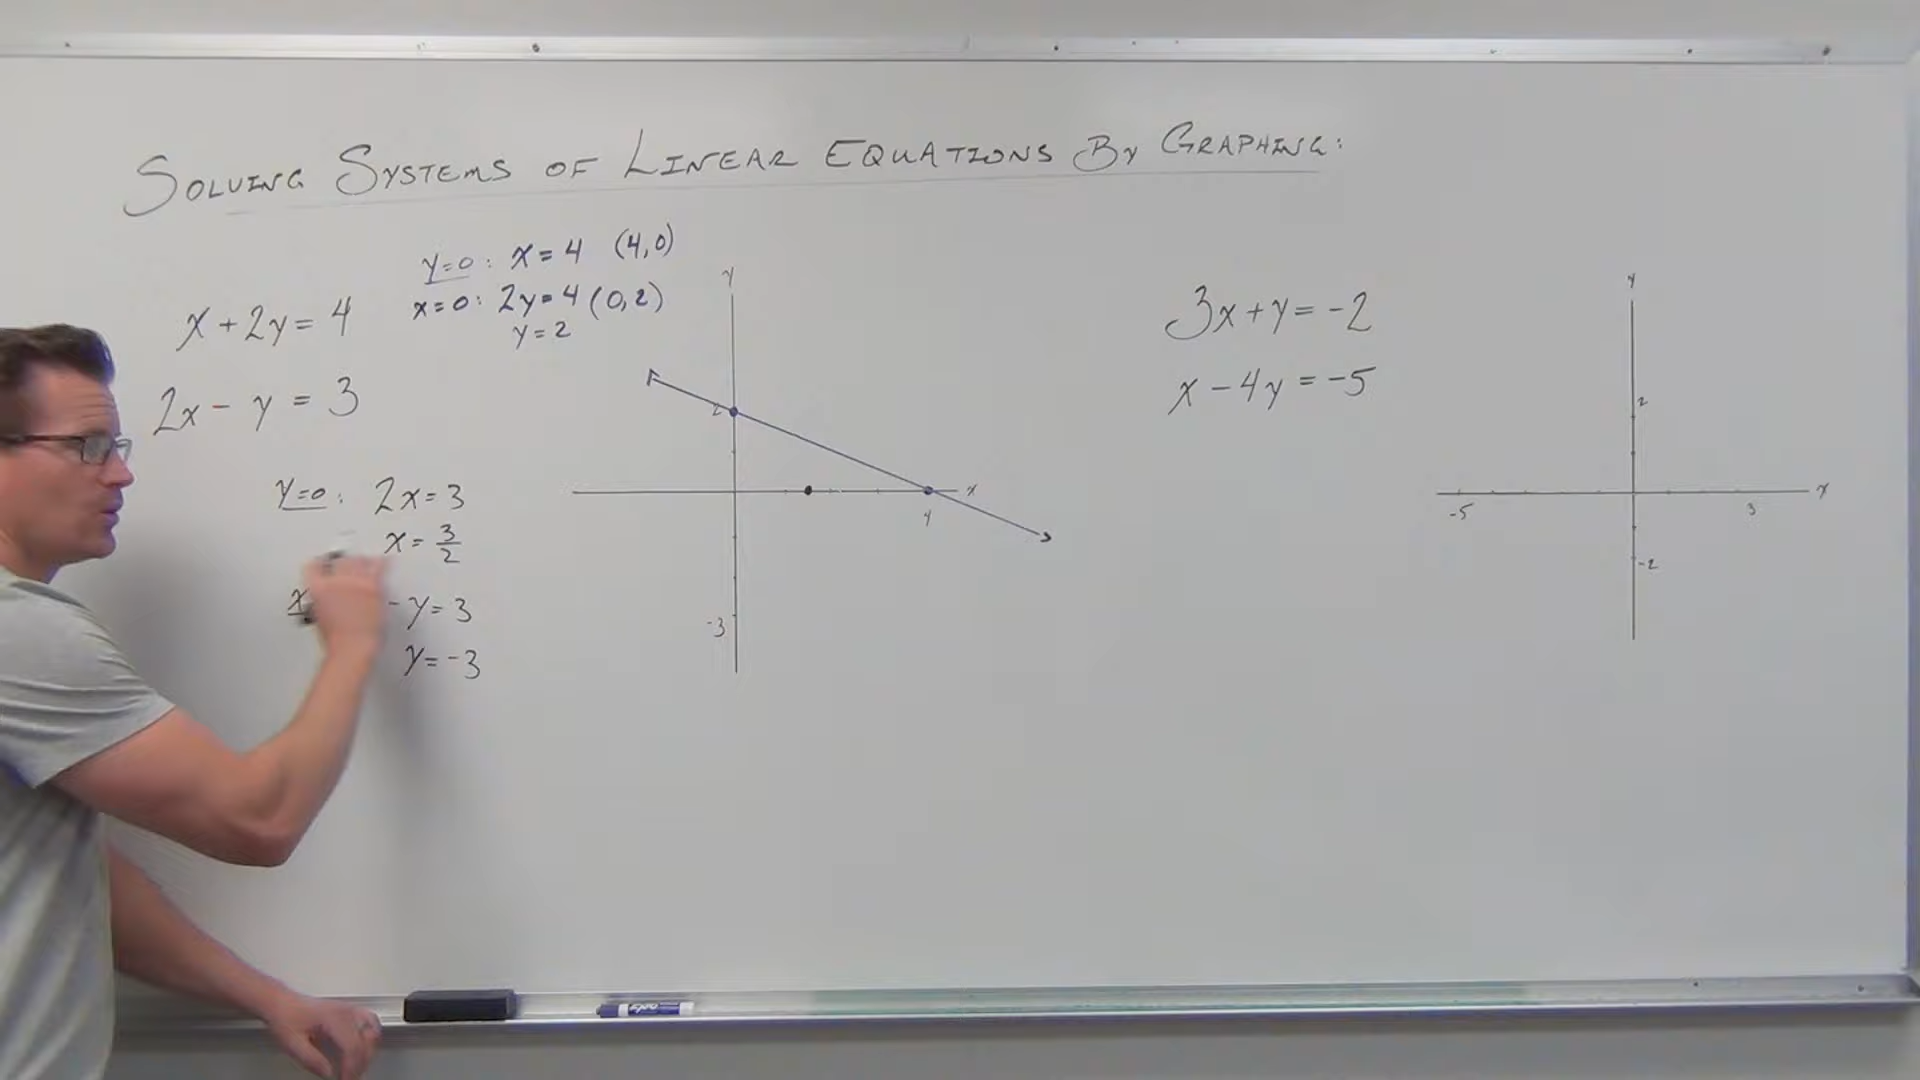 SOLVING SYSTEMS OF LINEAR EQUATIONS BY GRAPHING:
y=0: x=4 (4,0)
x=0: 2y=4 (0,2)
y=2
x+2y=4
2x-y=3
y=0: 2x=3
x=3/2
x -y=3
y=-3
y
2
x
4
-3
3x+y=-2
x-4y=-5
y
2
x
-5
3
-2